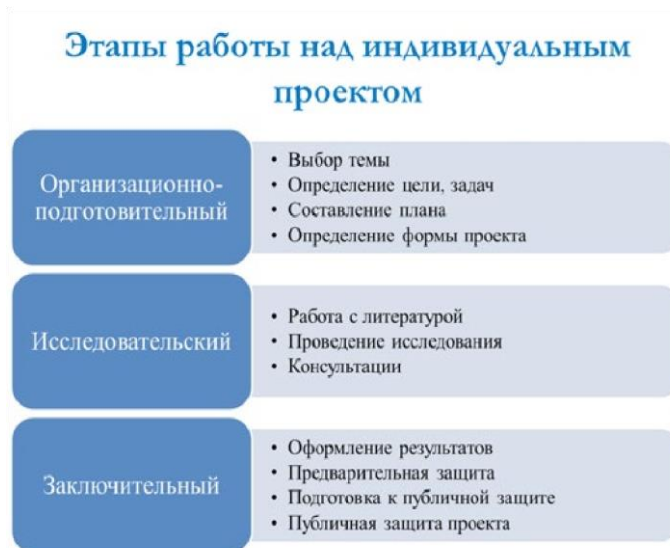 Этапы работы над индивидуальным
проектом
Организационно-
подготовительный
• Выбор темы
• Определение цели, задач
• Составление плана
• Определение формы проекта
Исследовательский
• Работа с литературой
• Проведение исследования
• Консультации
Заключительный
• Оформление результатов
• Предварительная защита
• Подготовка к публичной защите
• Публичная защита проекта